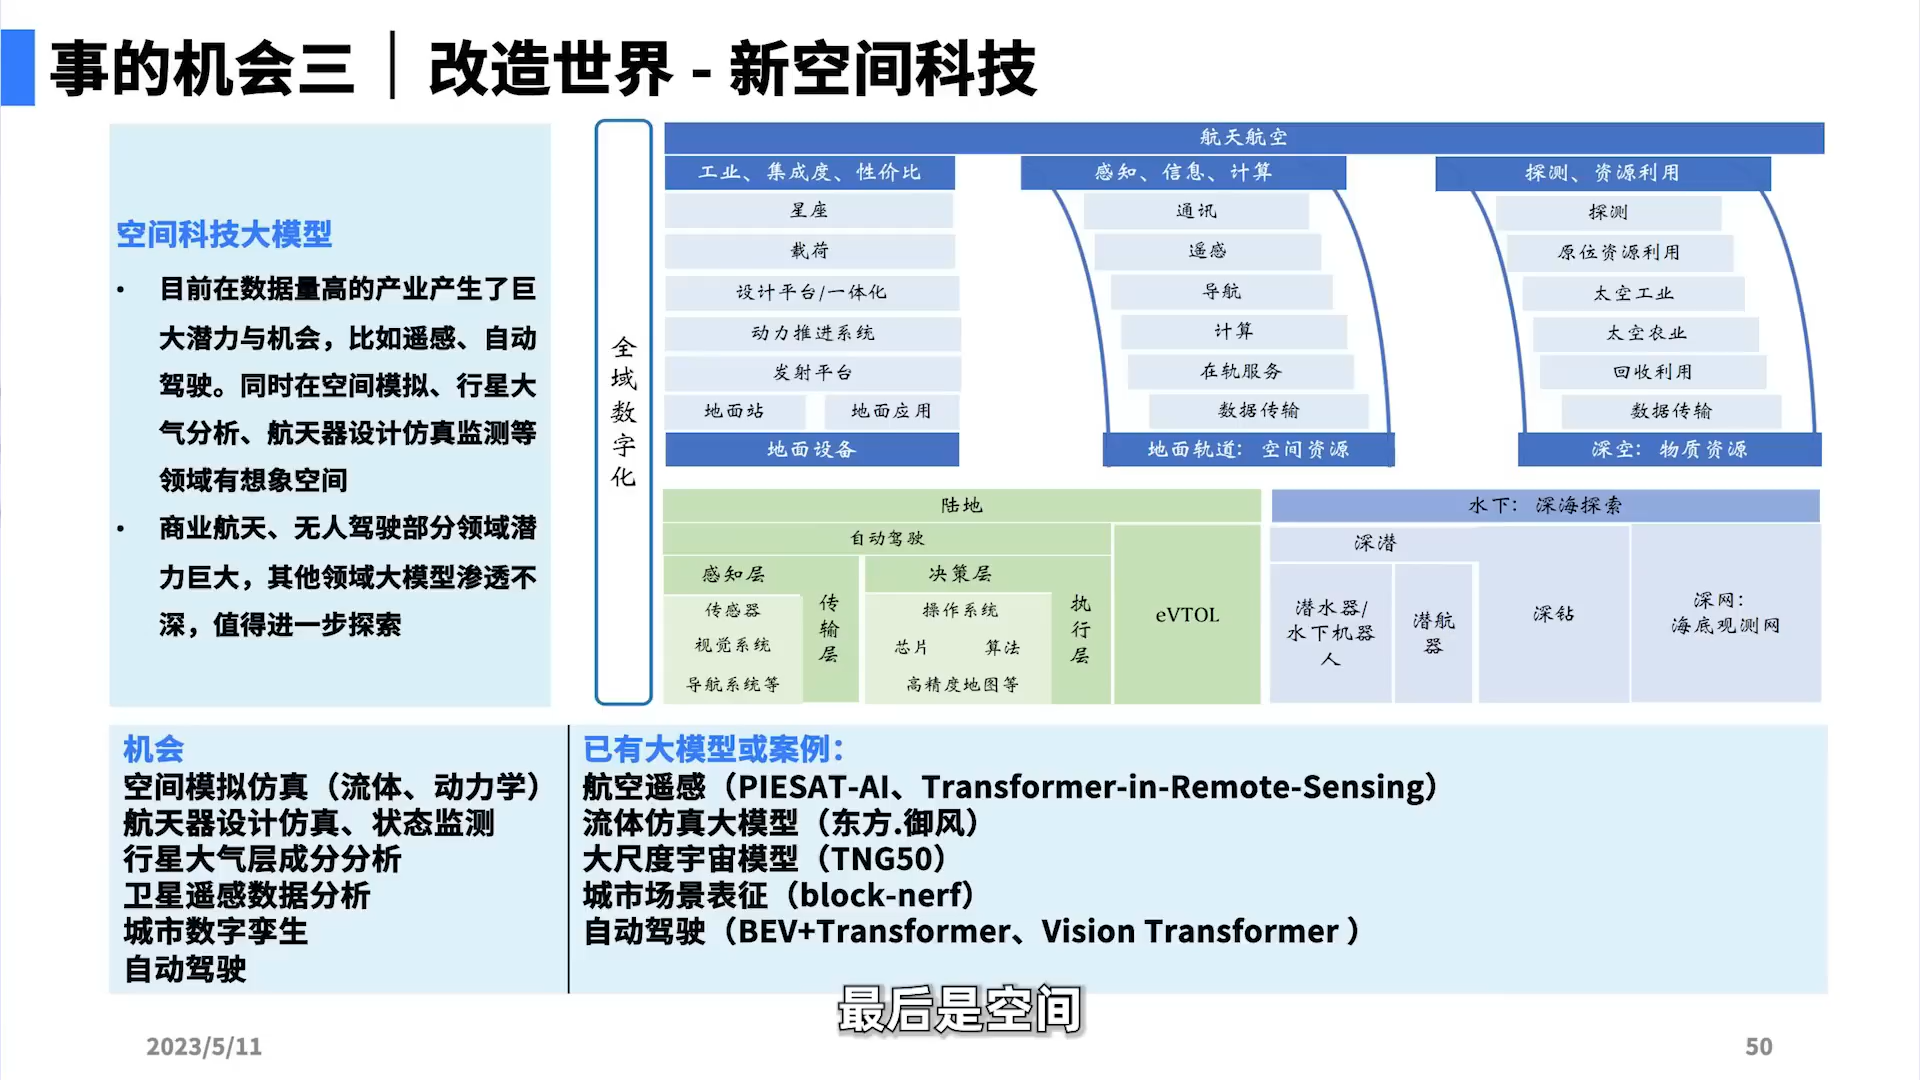 事的机会三｜改造世界 - 新空间科技
空间科技大模型
• 目前在数据量高的产业产生了巨
大潜力与机会，比如遥感、自动
驾驶。同时在空间模拟、行星大
气分析、航天器设计仿真监测等
领域有想象空间
• 商业航天、无人驾驶部分领域潜
力巨大，其他领域大模型渗透不
深，值得进一步探索
全
域
数
字
化
航天航空
工业、集成度、性价比
星座
载荷
设计平台/一体化
动力推进系统
发射平台
地面站
地面应用
地面设备
感知、信息、计算
通讯
遥感
导航
计算
在轨服务
数据传输
地面轨道：空间资源
探测、资源利用
探测
原位资源利用
太空工业
太空农业
回收利用
数据传输
深空：物质资源
陆地
自动驾驶
感知层
传感器
视觉系统
导航系统等
传
输
层
决策层
操作系统
芯片 算法
高精度地图等
执
行
层
eVTOL
水下：深海探索
深潜
潜水器/
水下机器
人
潜航
器
深钻
深网：
海底观测网
机会
空间模拟仿真（流体、动力学）
航天器设计仿真、状态监测
行星大气层成分分析
卫星遥感数据分析
城市数字孪生
自动驾驶
已有大模型或案例：
航空遥感（PIESAT-AI、Transformer-in-Remote-Sensing）
流体仿真大模型（东方.御风）
大尺度宇宙模型（TNG50）
城市场景表征（block-nerf）
自动驾驶（BEV+Transformer、Vision Transformer ）
最后是空间
2023/5/11
50